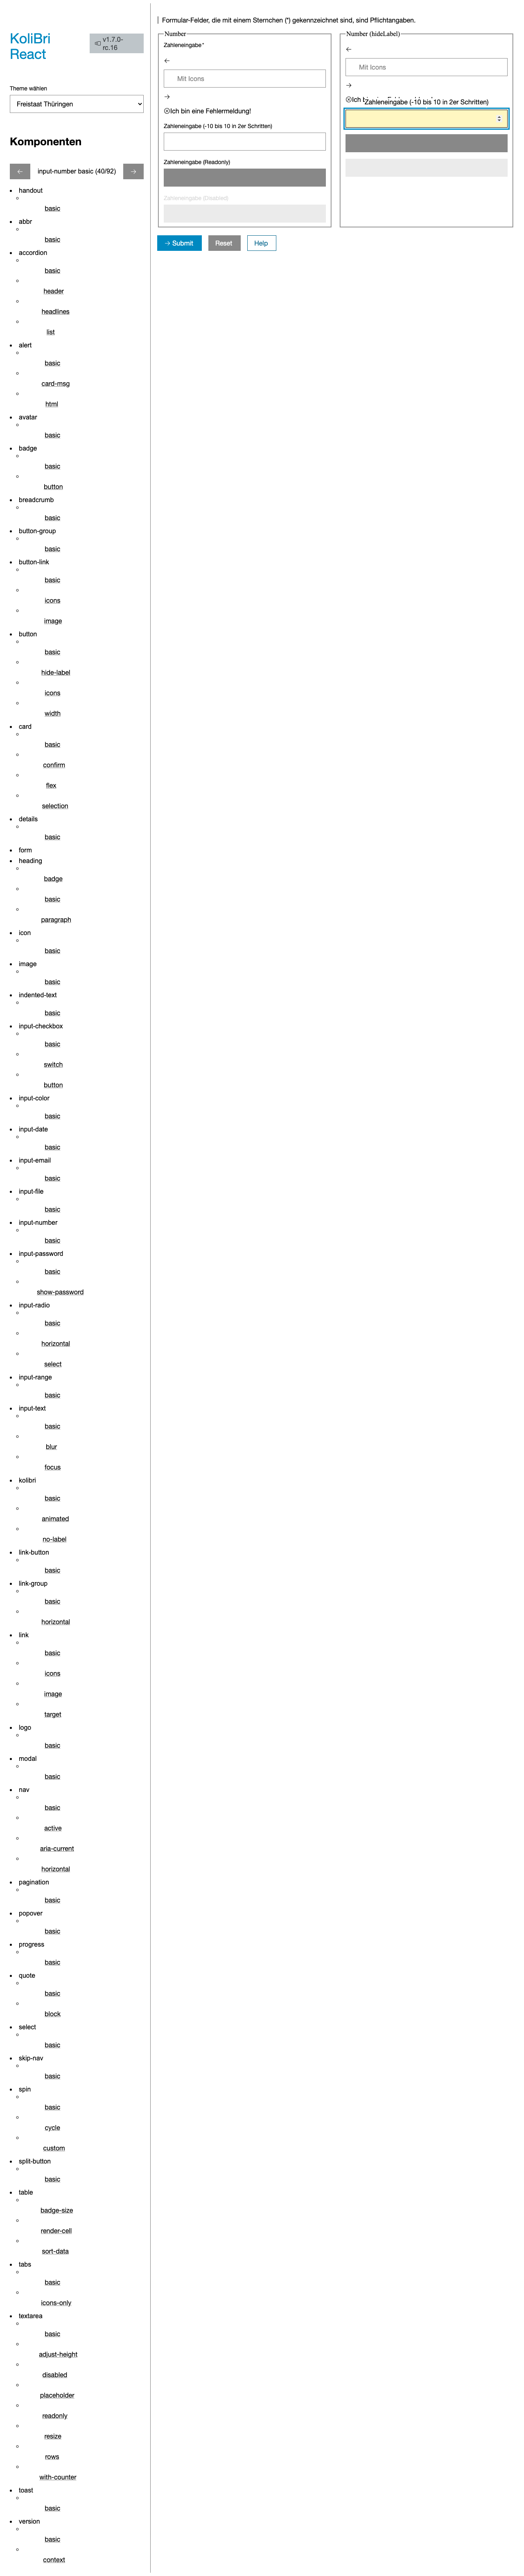 KoliBri
React
v1.7.0-
rc.16
Theme wählen
Freistaat Thüringen
Komponenten
← input-number basic (40/92) →
handout
basic
abbr
basic
accordion
basic
header
headlines
list
alert
basic
card-msg
html
avatar
basic
badge
basic
button
breadcrumb
basic
button-group
basic
button-link
basic
icons
image
button
basic
hide-label
icons
width
card
basic
confirm
flex
selection
details
basic
form
heading
badge
basic
paragraph
icon
basic
image
basic
indented-text
basic
input-checkbox
basic
switch
button
input-color
basic
input-date
basic
input-email
basic
input-file
basic
input-number
basic
input-password
basic
show-password
input-radio
basic
horizontal
select
input-range
basic
input-text
basic
blur
focus
kolibri
basic
animated
no-label
link-button
basic
link-group
basic
horizontal
link
basic
icons
image
target
logo
basic
modal
basic
nav
basic
active
aria-current
horizontal
pagination
basic
popover
basic
progress
basic
quote
basic
block
select
basic
skip-nav
basic
spin
basic
cycle
custom
split-button
basic
table
badge-size
render-cell
sort-data
tabs
basic
icons-only
textarea
basic
adjust-height
disabled
placeholder
readonly
resize
rows
with-counter
toast
basic
version
basic
context
Formular-Felder, die mit einem Sternchen (*) gekennzeichnet sind, sind Pflichtangaben.
Number
Zahleneingabe*
←
Mit Icons
→
Ich bin eine Fehlermeldung!
Zahleneingabe (-10 bis 10 in 2er Schritten)
Zahleneingabe (Readonly)
Zahleneingabe (Disabled)
Number (hideLabel)
←
Mit Icons
→
Ich
Zahleneingabe (-10 bis 10 in 2er Schritten)
→ Submit
Reset
Help